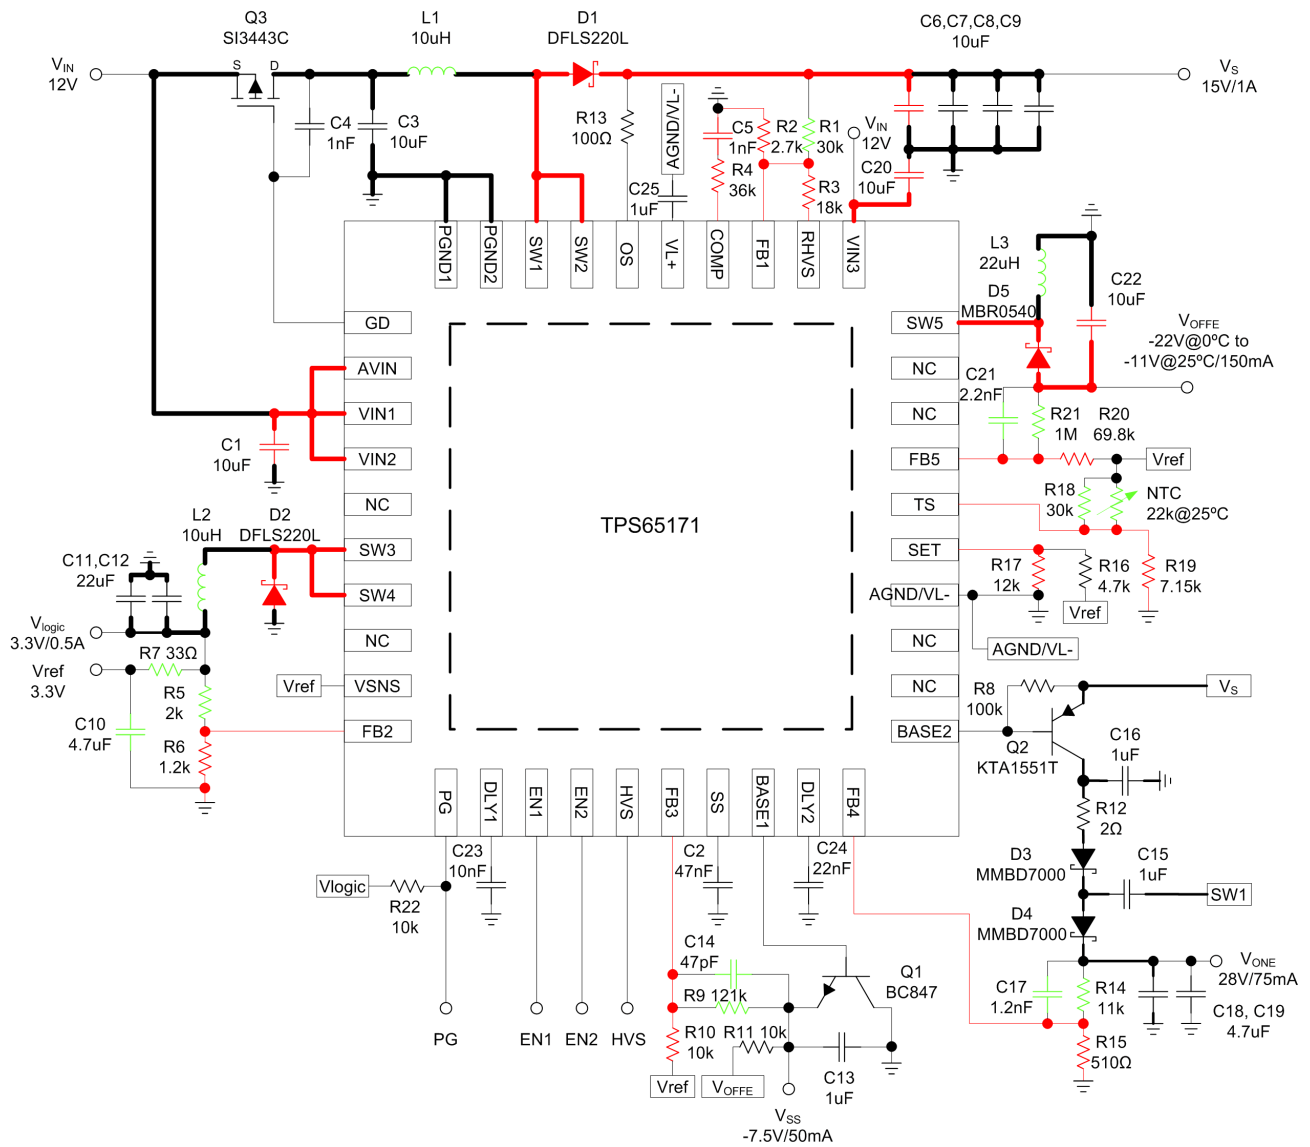 Q3
SI3443C
L1
10uH
D1
DFLS220L
C6,C7,C8,C9
10uF
V_IN
12V
S
D
V_S
15V/1A
C4
1nF
C3
10uF
R13
100Ω
AGND/VL-
C5
1nF
R2
2.7k
R1
30k
V_IN
12V
R4
36k
C20
10uF
R3
18k
C25
1uF
PGND1
PGND2
SW1
SW2
OS
VL+
COMP
FB1
RHVS
VIN3
L3
22uH
C22
10uF
D5
MBR0540
GD
SW5
V_OFFE
-22V@0ºC to
-11V@25ºC/150mA
AVIN
NC
C21
2.2nF
VIN1
NC
R21
1M
R20
69.8k
C1
10uF
VIN2
FB5
Vref
NC
TPS65171
TS
R18
30k
NTC
22k@25ºC
L2
10uH
D2
DFLS220L
SW3
SET
C11,C12
22uF
R17
12k
R16
4.7k
R19
7.15k
SW4
AGND/VL-
Vref
V_logic
3.3V/0.5A
NC
NC
AGND/VL-
R7 33Ω
Vref
3.3V
Vref
VSNS
NC
R5
2k
R8
100k
V_S
C10
4.7uF
R6
1.2k
FB2
BASE2
Q2
KTA1551T
C16
1uF
PG
DLY1
EN1
EN2
HVS
FB3
SS
BASE1
DLY2
FB4
R12
2Ω
C23
10nF
C2
47nF
C24
22nF
D3
MMBD7000
C15
1uF
Vlogic
R22
10k
SW1
D4
MMBD7000
C14
47pF
Q1
BC847
V_ONE
28V/75mA
R9 121k
C17
1.2nF
R14
11k
C18, C19
4.7uF
PG
EN1
EN2
HVS
R10
10k
R11 10k
R15
510Ω
Vref
V_OFFE
C13
1uF
V_SS
-7.5V/50mA